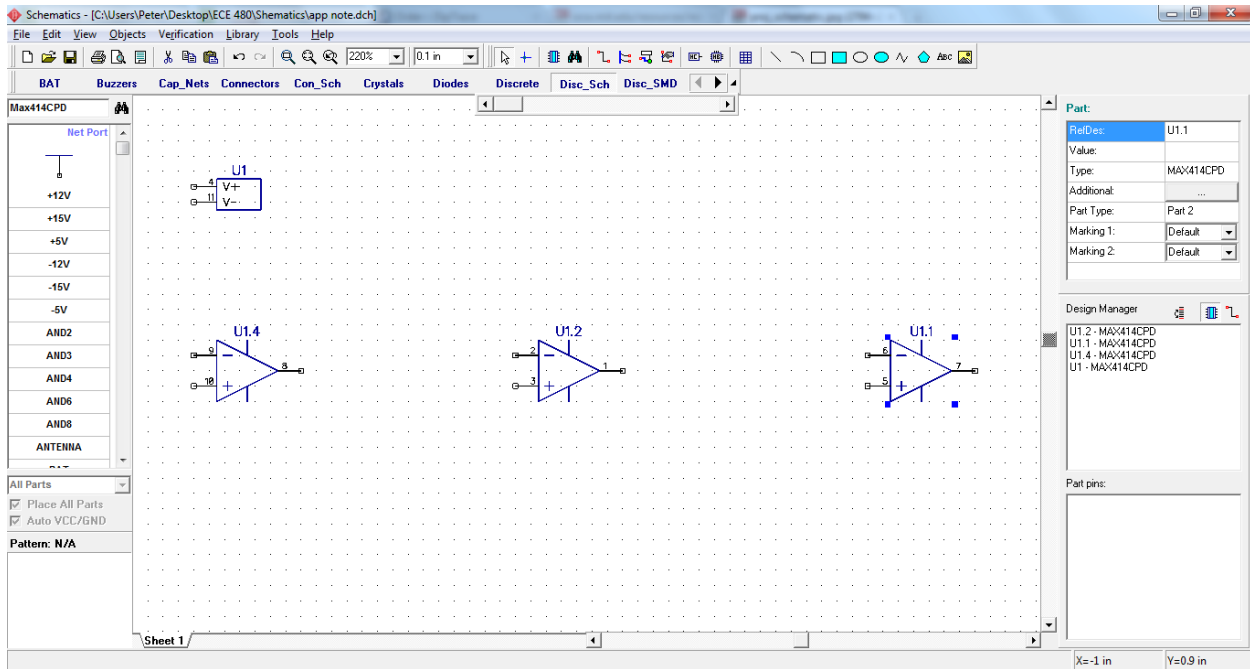 Schematics - [C:\Users\Peter\Desktop\ECE 480\Shematics\app note.dch]
File Edit View Objects Verification Library Tools Help
220% 0.1 in Abc
BAT Buzzers Cap_Nets Connectors Con_Sch Crystals Diodes Discrete Disc_Sch Disc_SMD
Max414CPD
Net Port
+12V
+15V
+5V
-12V
-15V
-5V
AND2
AND3
AND4
AND6
AND8
ANTENNA
All Parts
Place All Parts
Auto VCC/GND
Pattern: N/A
U1
4 V+
11 V-
U1.4
9
8
10
U1.2
2
1
3
U1.1
6
7
5
Sheet 1
Part:
RefDes: U1.1
Value:
Type: MAX414CPD
Additional: ...
Part Type: Part 2
Marking 1: Default
Marking 2: Default
Design Manager
U1.2 - MAX414CPD
U1.1 - MAX414CPD
U1.4 - MAX414CPD
U1 - MAX414CPD
Part pins:
X=-1 in Y=0.9 in